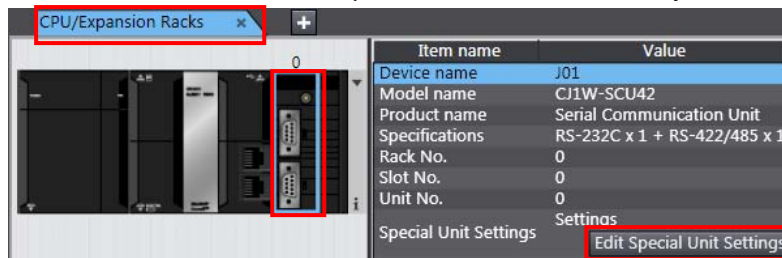 CPU/Expansion Racks × +
0
Item name Value
Device name J01
Model name CJ1W-SCU42
Product name Serial Communication Unit
Specifications RS-232C x 1 + RS-422/485 x 1
Rack No. 0
Slot No. 0
Unit No. 0
Special Unit Settings Settings
Edit Special Unit Settings
i